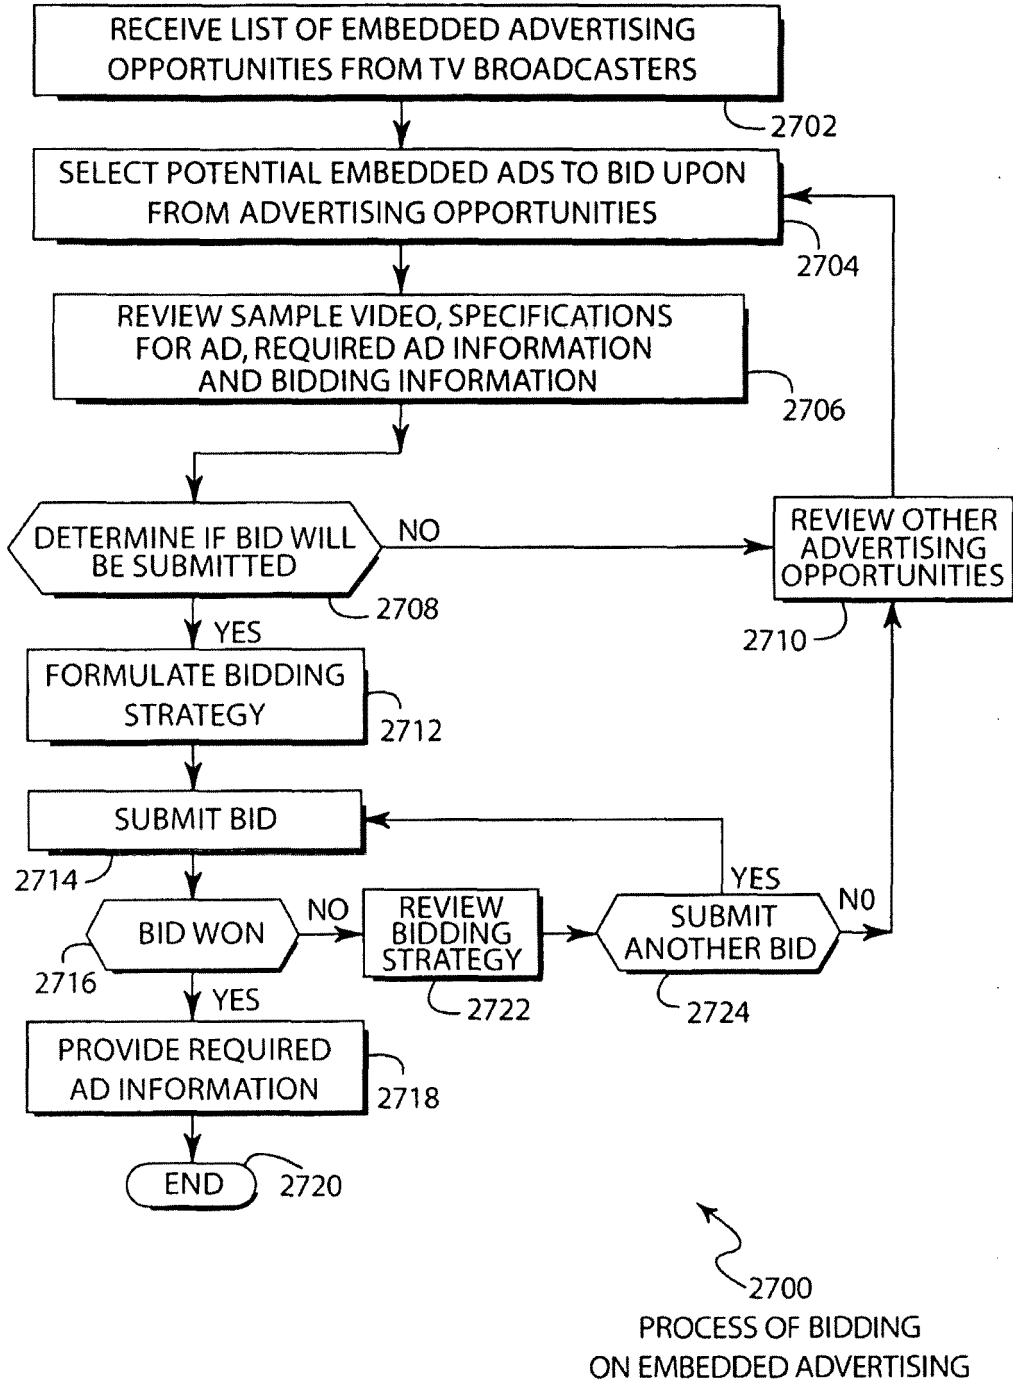 RECEIVE LIST OF EMBEDDED ADVERTISING
OPPORTUNITIES FROM TV BROADCASTERS
2702
SELECT POTENTIAL EMBEDDED ADS TO BID UPON
FROM ADVERTISING OPPORTUNITIES
2704
REVIEW SAMPLE VIDEO, SPECIFICATIONS
FOR AD, REQUIRED AD INFORMATION
AND BIDDING INFORMATION
2706
DETERMINE IF BID WILL
BE SUBMITTED
2708
NO
REVIEW OTHER
ADVERTISING
OPPORTUNITIES
2710
YES
FORMULATE BIDDING
STRATEGY
2712
SUBMIT BID
2714
BID WON
2716
NO
REVIEW
BIDDING
STRATEGY
2722
SUBMIT
ANOTHER BID
2724
YES
N0
YES
PROVIDE REQUIRED
AD INFORMATION
2718
END
2720
2700
PROCESS OF BIDDING
ON EMBEDDED ADVERTISING